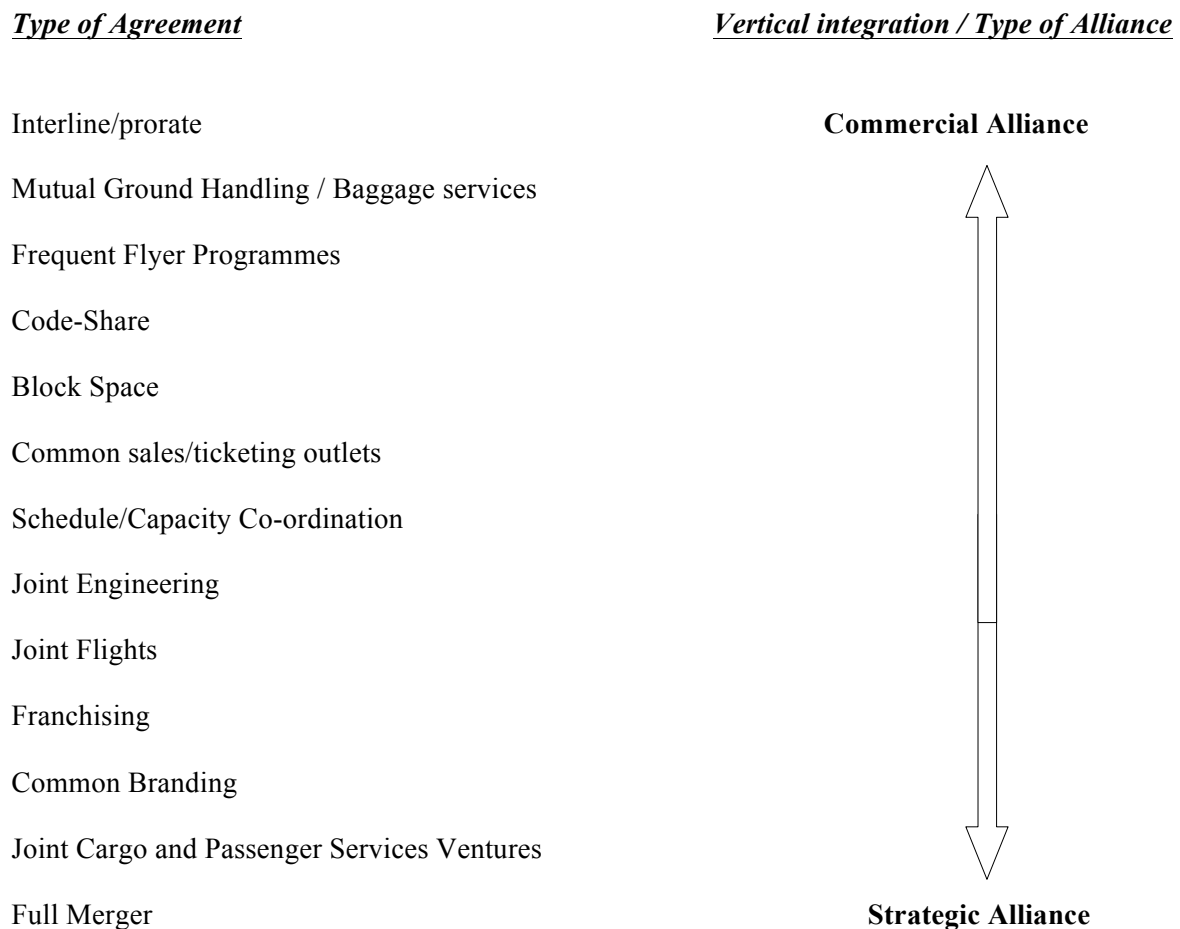 Type of Agreement Vertical integration / Type of Alliance
Interline/prorate Commercial Alliance
Mutual Ground Handling / Baggage services
Frequent Flyer Programmes
Code-Share
Block Space
Common sales/ticketing outlets
Schedule/Capacity Co-ordination
Joint Engineering
Joint Flights
Franchising
Common Branding
Joint Cargo and Passenger Services Ventures
Full Merger Strategic Alliance